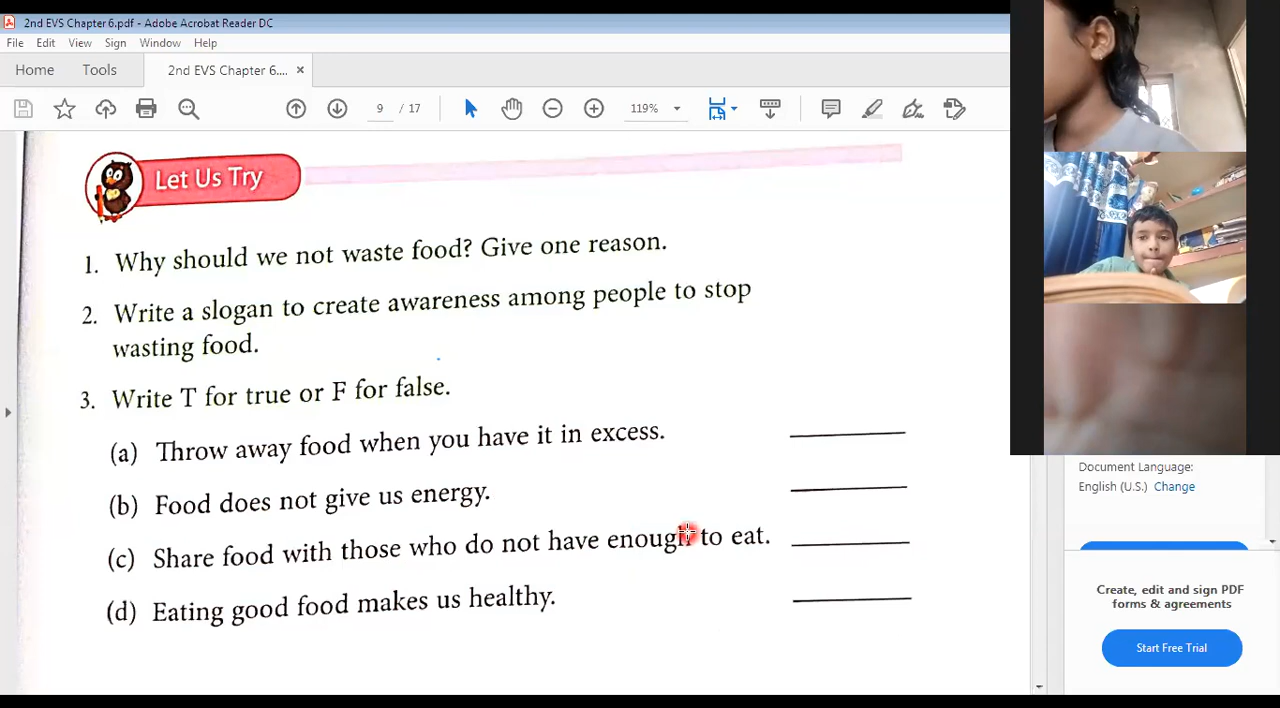 2nd EVS Chapter 6.pdf - Adobe Acrobat Reader DC
File Edit View Sign Window Help
Home Tools 2nd EVS Chapter 6.... ×
9 / 17 119%
Let Us Try
1. Why should we not waste food? Give one reason.
2. Write a slogan to create awareness among people to stop
wasting food.
3. Write T for true or F for false.
(a) Throw away food when you have it in excess.
(b) Food does not give us energy.
(c) Share food with those who do not have enough to eat.
(d) Eating good food makes us healthy.
Document Language:
English (U.S.) Change
Create, edit and sign PDF
forms & agreements
Start Free Trial